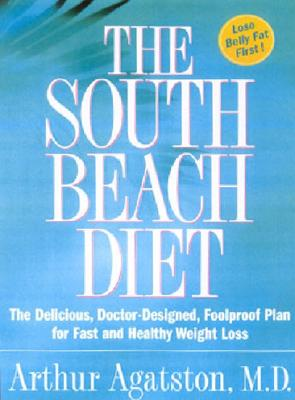 Lose
Belly Fat
First!
THE
SOUTH
BEACH
DIET
The Delicious, Doctor-Designed, Foolproof Plan
for Fast and Healthy Weight Loss
Arthur Agatston, M.D.